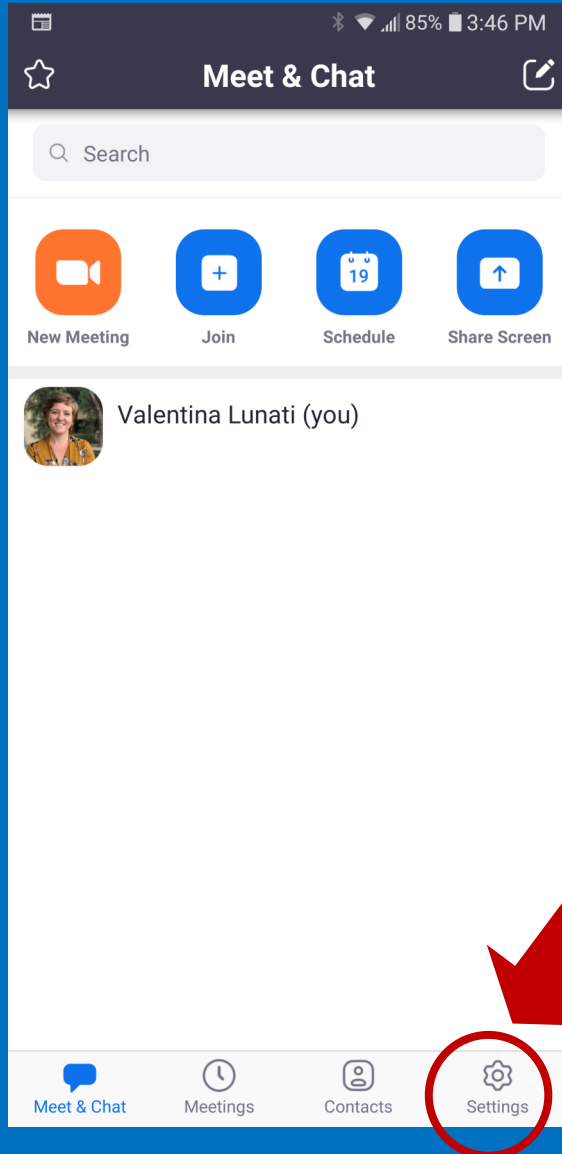 85% 3:46 PM
Meet & Chat
Search
19
New Meeting Join Schedule Share Screen
Valentina Lunati (you)
Meet & Chat Meetings Contacts Settings